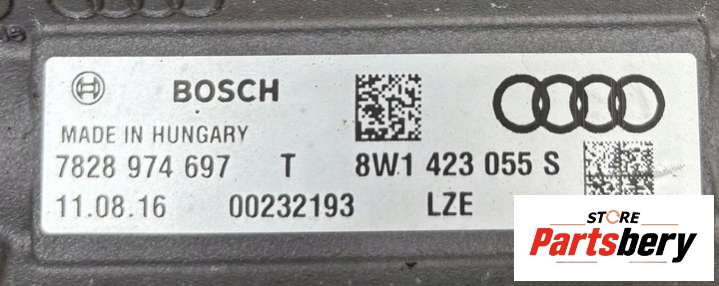 BOSCH
MADE IN HUNGARY
7828 974 697 T 8W1 423 055 S
11.08.16 00232193 LZE
STORE
Partsbery